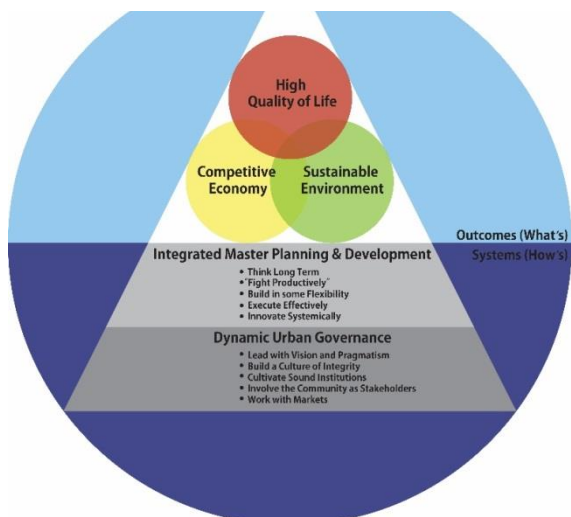 High
Quality of Life
Competitive
Economy
Sustainable
Environment
Outcomes (What's)
Systems (How's)
Integrated Master Planning & Development
• Think Long Term
• "Fight Productively"
• Build in some Flexibility
• Execute Effectively
• Innovate Systemically
Dynamic Urban Governance
• Lead with Vision and Pragmatism
• Build a Culture of Integrity
• Cultivate Sound Institutions
• Involve the Community as Stakeholders
• Work with Markets